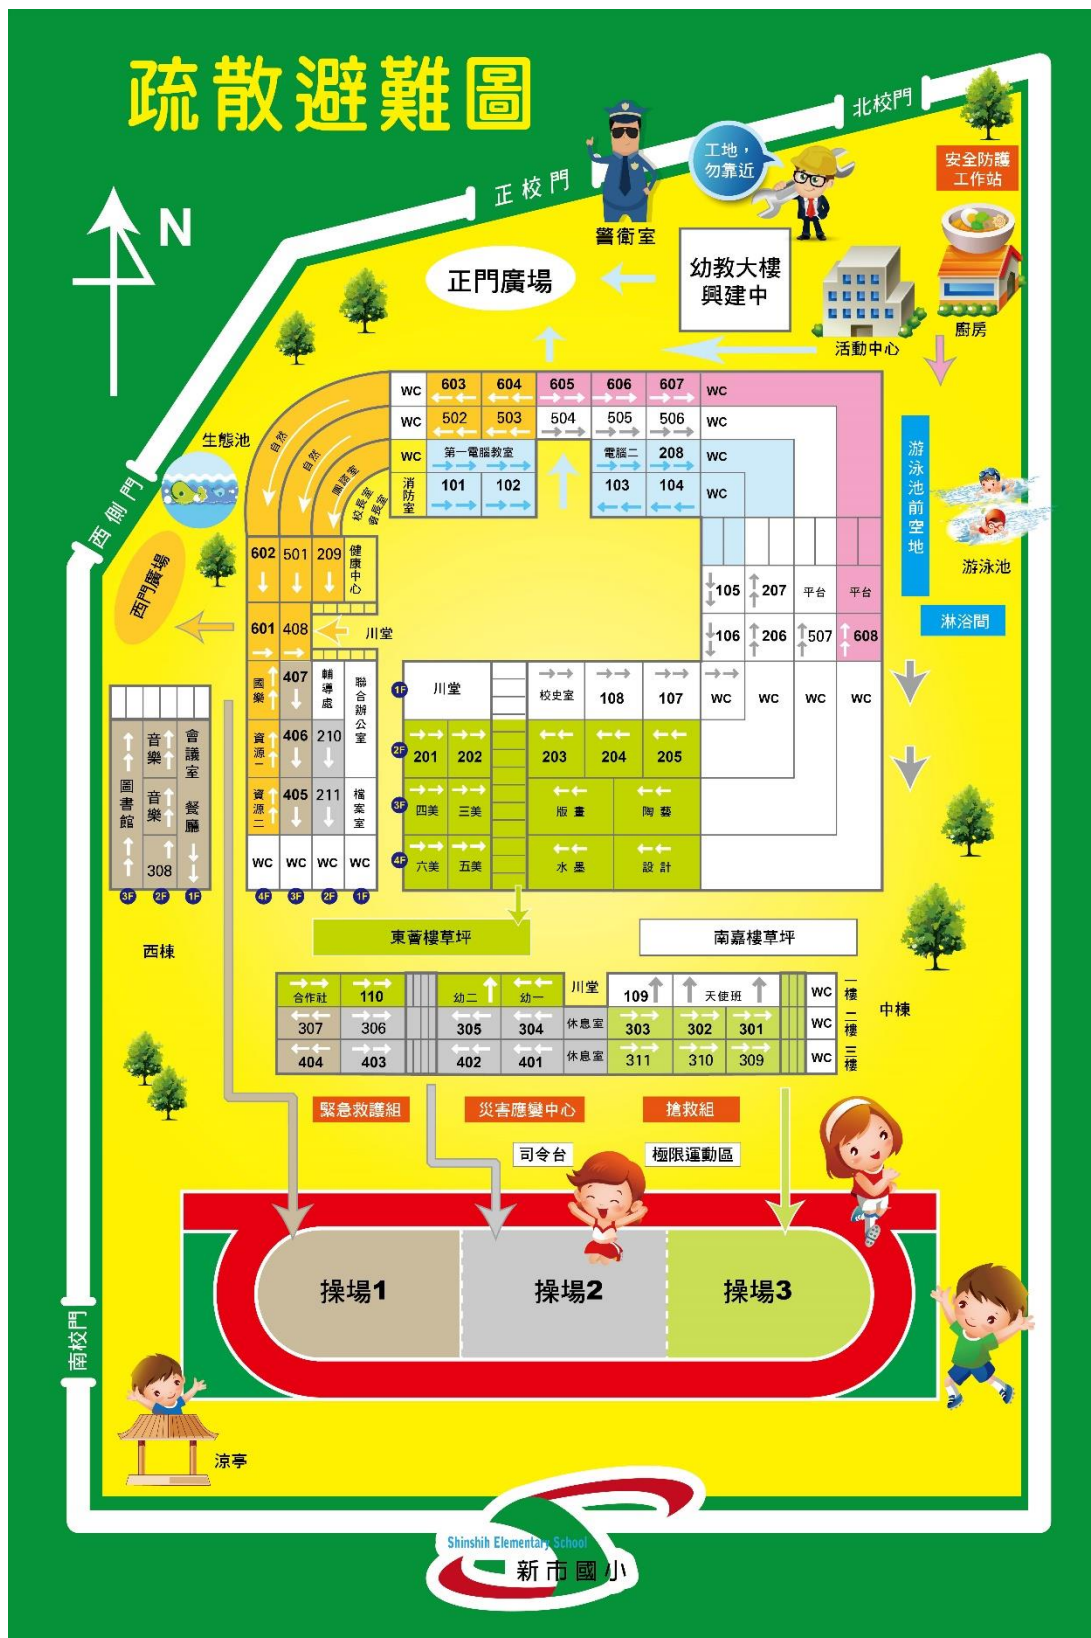 疏散避難圖
北校門
工地，
勿靠近
安全防護
工作站
正校門
N
警衛室
正門廣場
幼教大樓
興建中
廚房
活動中心
WC
603
604
605
606
607
WC
WC
502
503
504
505
506
WC
自然
自然
團諮室
校長室
會長室
WC
第一電腦教室
電腦二
208
WC
消防室
101
102
103
104
WC
生態池
西側門
西門廣場
游泳池前空地
游泳池
淋浴間
602
501
209
健康中心
105
207
平台
平台
601
408
川堂
106
206
507
608
國樂
407
輔導處
聯合辦公室
1F
川堂
校史室
108
107
WC
WC
WC
WC
資源一
406
210
2F
201
202
203
204
205
資源二
405
211
檔案室
3F
四美
三美
版畫
陶藝
WC
WC
WC
WC
4F
六美
五美
水墨
設計
4F
3F
2F
1F
圖書館
音樂
會議室
音樂
餐廳
308
3F
2F
1F
西棟
東薈樓草坪
南嘉樓草坪
合作社
110
幼二
幼一
川堂
109
天使班
WC
一樓
中棟
307
306
305
304
休息室
303
302
301
WC
二樓
404
403
402
401
休息室
311
310
309
WC
三樓
緊急救護組
災害應變中心
搶救組
司令台
極限運動區
操場1
操場2
操場3
南校門
涼亭
Shinshih Elementary School
新市國小